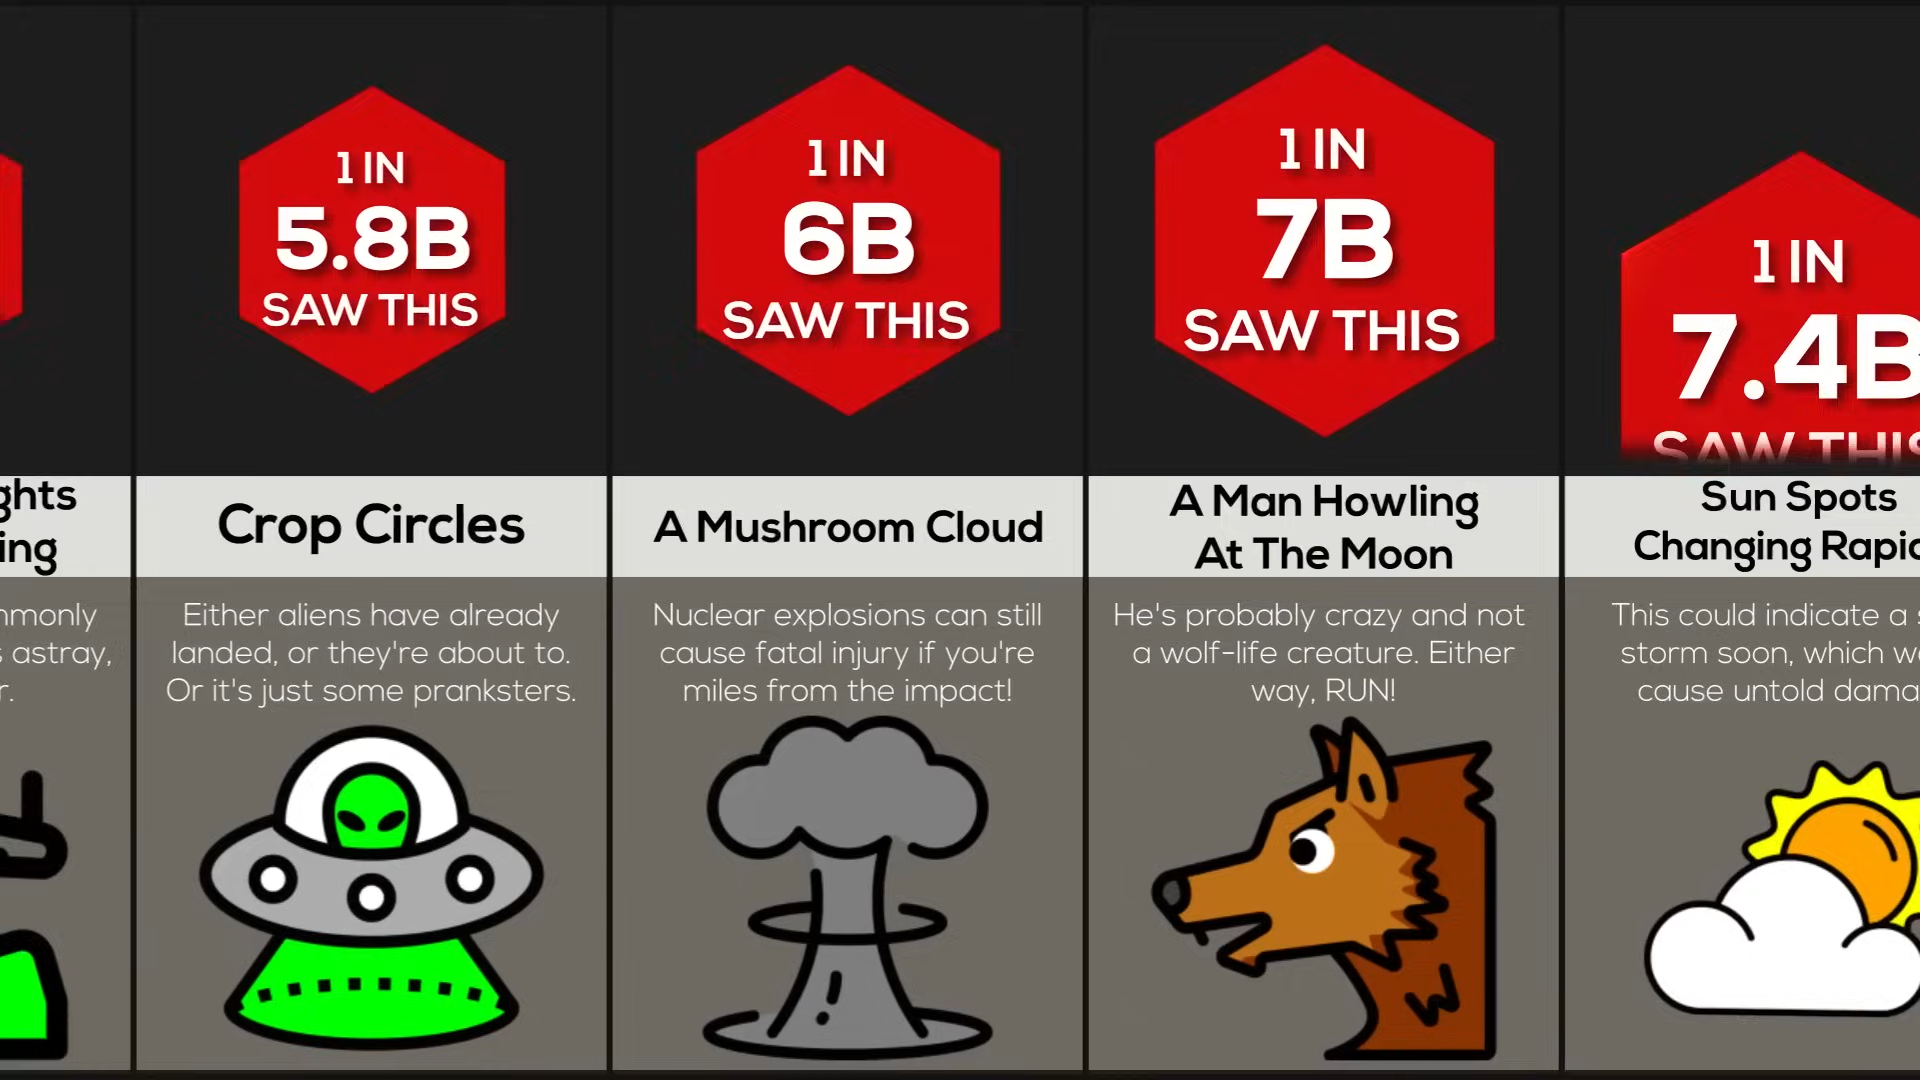 ghts
ing
mmonly
s astray,
r.
1 IN
5.8B
SAW THIS
Crop Circles
Either aliens have already
landed, or they're about to.
Or it's just some pranksters.
1 IN
6B
SAW THIS
A Mushroom Cloud
Nuclear explosions can still
cause fatal injury if you're
miles from the impact!
1 IN
7B
SAW THIS
A Man Howling
At The Moon
He's probably crazy and not
a wolf-life creature. Either
way, RUN!
1 IN
7.4B
SAW THIS
Sun Spots
Changing Rapid
This could indicate a s
storm soon, which wo
cause untold dama